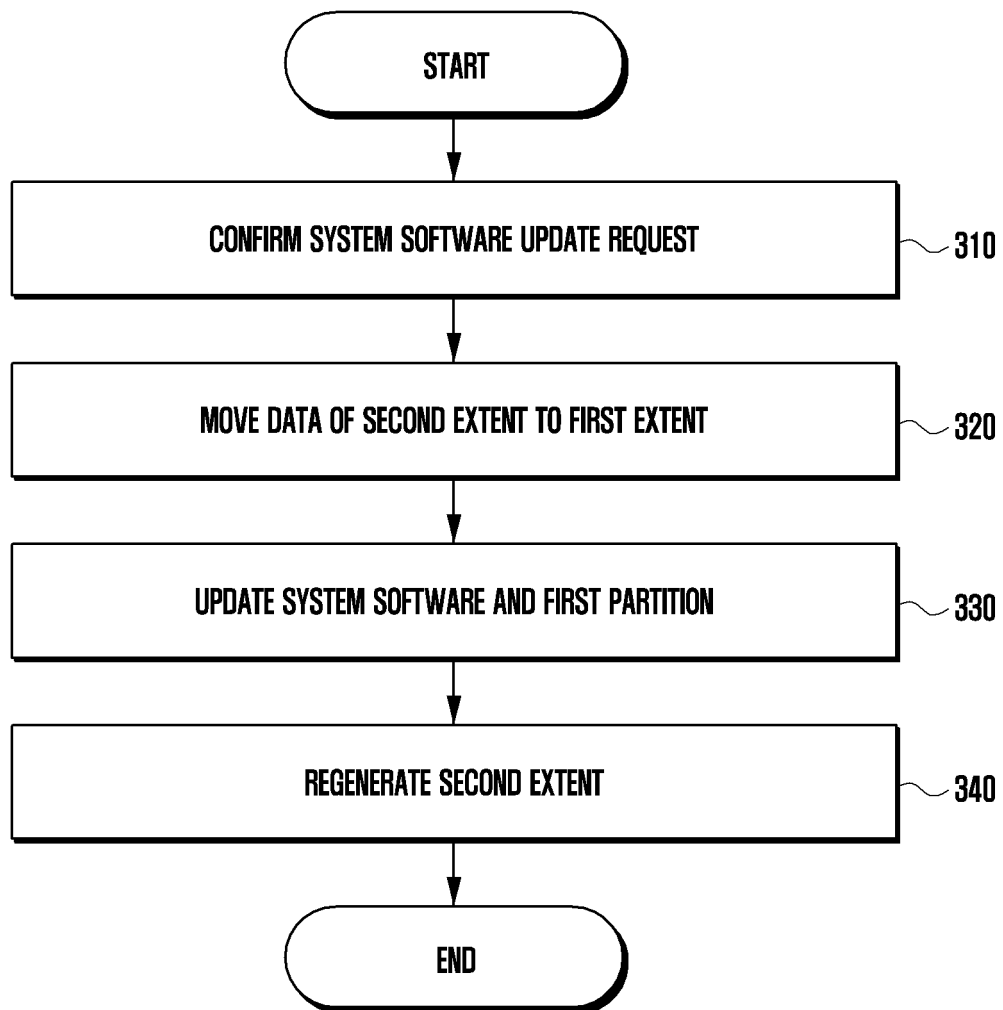 START
CONFIRM SYSTEM SOFTWARE UPDATE REQUEST
310
MOVE DATA OF SECOND EXTENT TO FIRST EXTENT
320
UPDATE SYSTEM SOFTWARE AND FIRST PARTITION
330
REGENERATE SECOND EXTENT
340
END